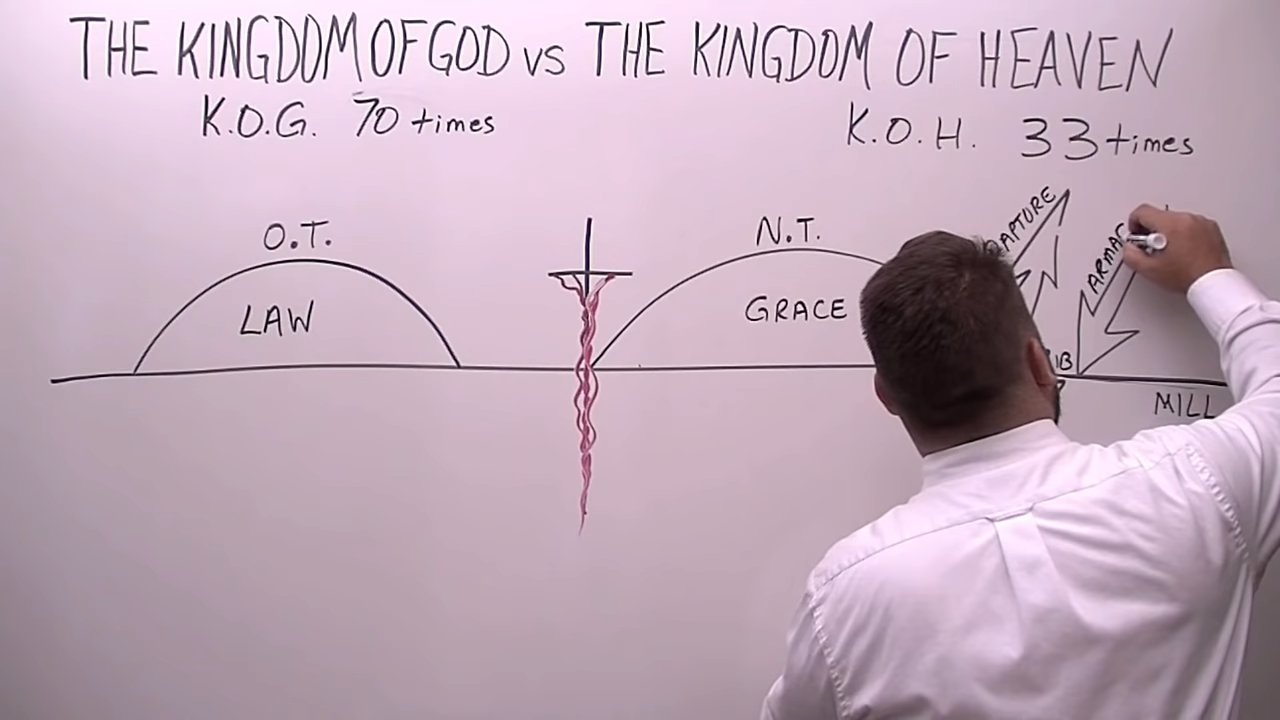 THE KINGDOM OF GOD vs THE KINGDOM OF HEAVEN
K.O.G. 70 times
K.O.H. 33 times
O.T.
N.T.
LAW
GRACE
MILL